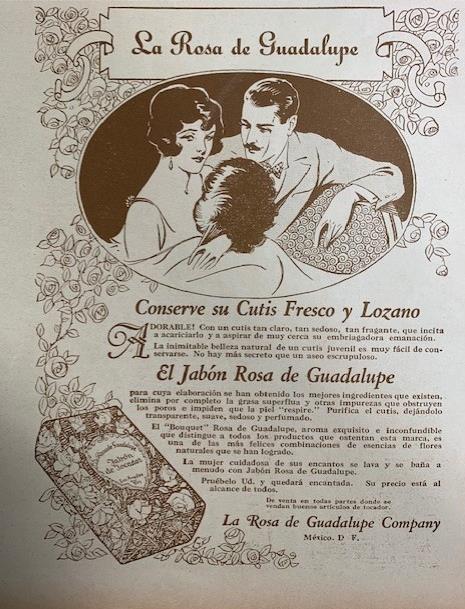 La Rosa de Guadalupe
Conserve su Cutis Fresco y Lozano
ADORABLE! Con un cutis tan claro, tan sedoso, tan fragante, que incita
a acariciarlo y a aspirar de muy cerca su embriagadora emanación.
La inimitable belleza natural de un cutis juvenil es muy fácil de con-
servarse. No hay más secreto que un aseo escrupuloso.
El Jabón Rosa de Guadalupe
para cuya elaboración se han obtenido los mejores ingredientes que existen,
elimina por completo la grasa superflua y otras impurezas que obstruyen
los poros e impiden que la piel "respire." Purifica el cutis, dejándolo
transparente, suave, sedoso y perfumado.
El "Bouquet" Rosa de Guadalupe, aroma exquisito e inconfundible
que distingue a todos los productos que ostentan esta marca, es
una de las más felices combinaciones de esencias de flores
naturales que se han logrado.
La mujer cuidadosa de sus encantos se lava y se baña a
menudo con Jabón Rosa de Guadalupe.
Pruébelo Ud. y quedará encantada. Su precio está al
alcance de todos.
De venta en todas partes donde se
vendan buenos artículos de tocador.
La Rosa de Guadalupe Company
México. D F.
Jabón
de tocador